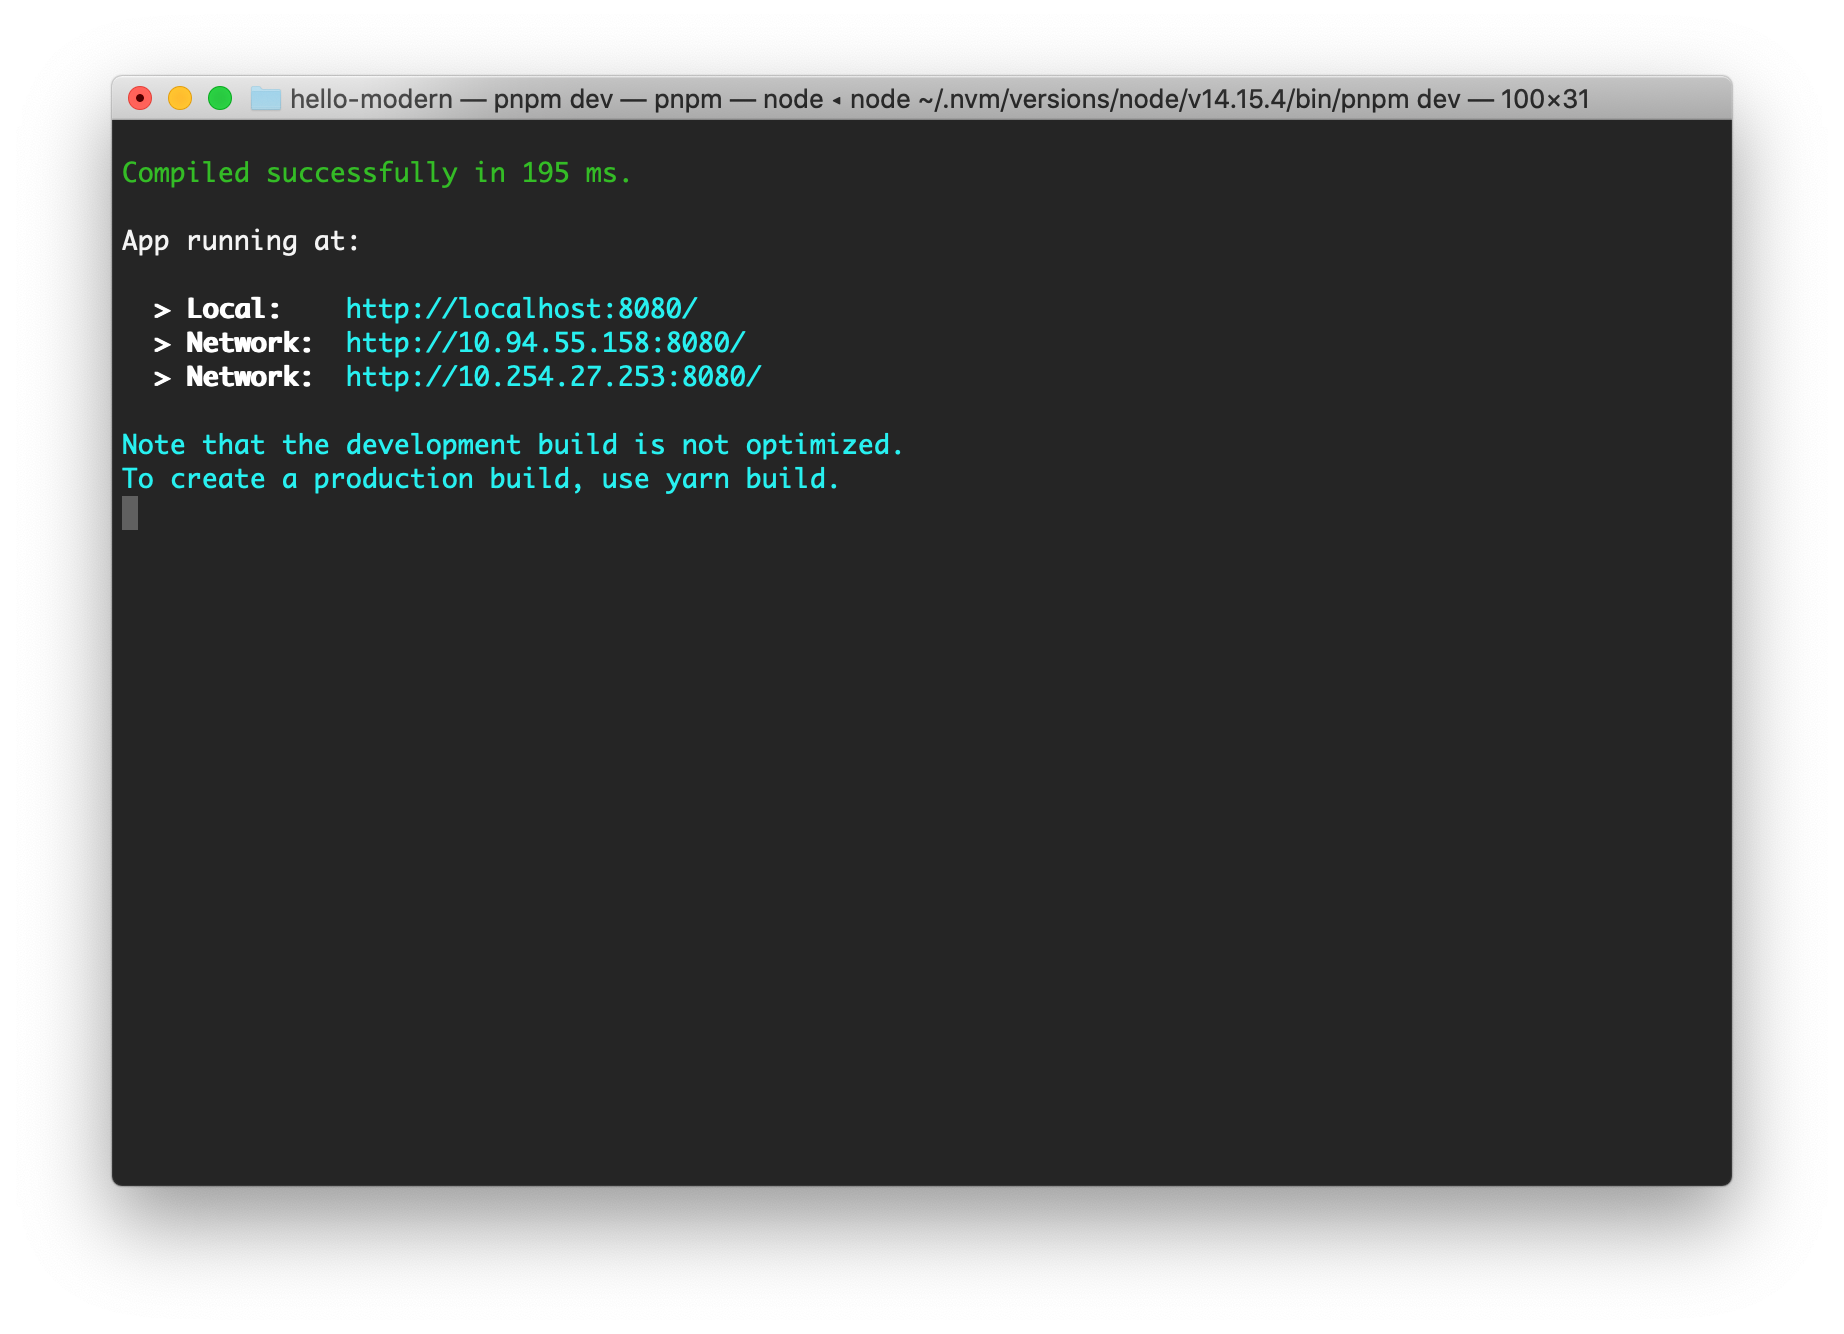 hello-modern — pnpm dev — pnpm — node ◂ node ~/.nvm/versions/node/v14.15.4/bin/pnpm dev — 100×31
Compiled successfully in 195 ms.
App running at:
> Local: http://localhost:8080/
> Network: http://10.94.55.158:8080/
> Network: http://10.254.27.253:8080/
Note that the development build is not optimized.
To create a production build, use yarn build.